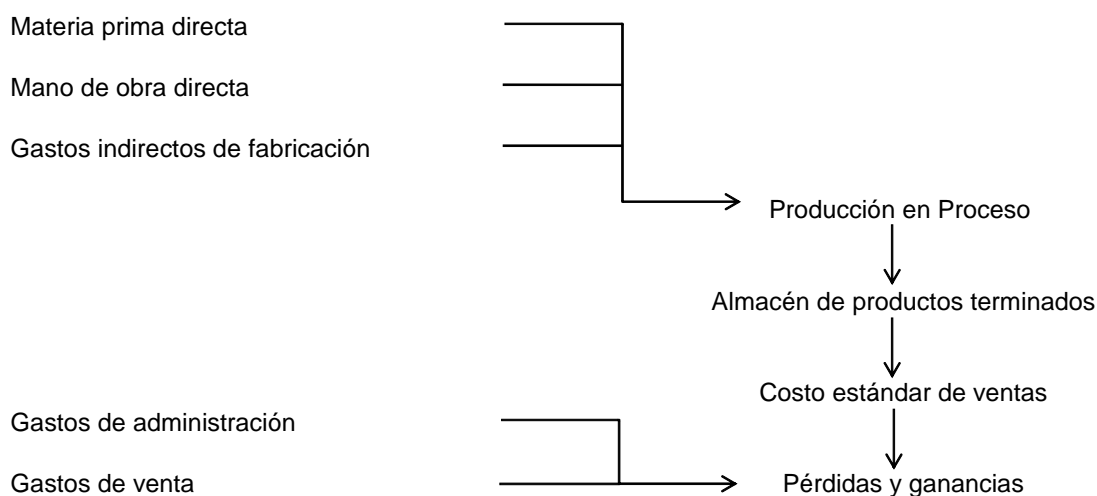 Materia prima directa
Mano de obra directa
Gastos indirectos de fabricación
Producción en Proceso
Almacén de productos terminados
Costo estándar de ventas
Gastos de administración
Gastos de venta
Pérdidas y ganancias